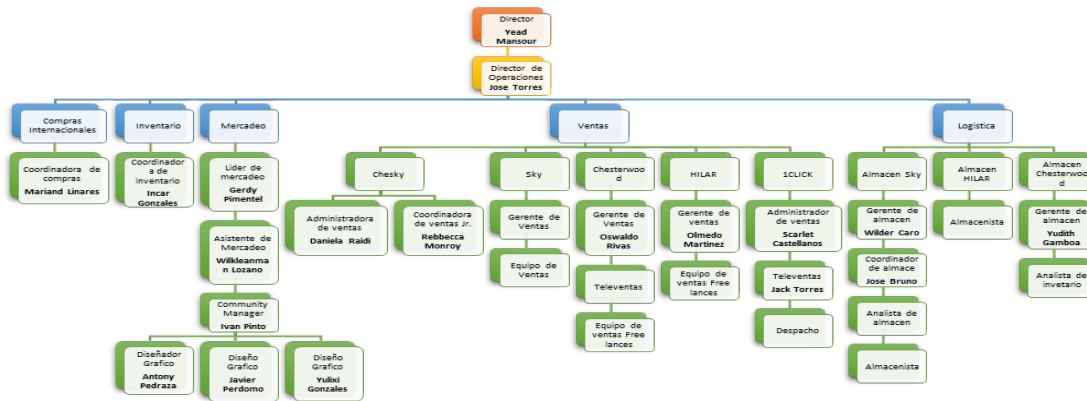 Director
Yead
Mansour
Director de
Operaciones
Jose Torres
Compras
Internacionales
Inventario
Mercadeo
Ventas
Logistica
Coordinadora de
compras
Mariand Linares
Coordinador
a de inventario
Incar
Gonzales
Lider de
mercadeo
Gerdy
Pimentel
Asistente de
Mercadeo
Wilkleanma
n Lozano
Community
Manager
Ivan Pinto
Diseñador
Grafico
Antony
Pedraza
Diseño
Grafico
Javier
Perdomo
Diseño
Grafico
Yulixi
Gonzales
Chesky
Administradora
de ventas
Daniela Raidi
Coordinadora
de ventas Jr.
Rebbecca
Monroy
Sky
Gerente de
Ventas
Equipo de
Ventas
Chesterwoo
d
Gerente de
Ventas
Oswaldo
Rivas
Televentas
Equipo de
ventas Free
lances
HILAR
Gerente de
ventas
Olmedo
Martinez
Equipo de
ventas Free
lances
1CLICK
Administrador
de ventas
Scarlet
Castellanos
Televentas
Jack Torres
Despacho
Almacen Sky
Gerente de
almacen
Wilder Caro
Coordinador
de almace
Jose Bruno
Analista de
almacen
Almacenista
Almacen
HILAR
Almacenista
Almacen
Chesterwoo
d
Gerente de
almacen
Yudith
Gamboa
Analista de
invetario